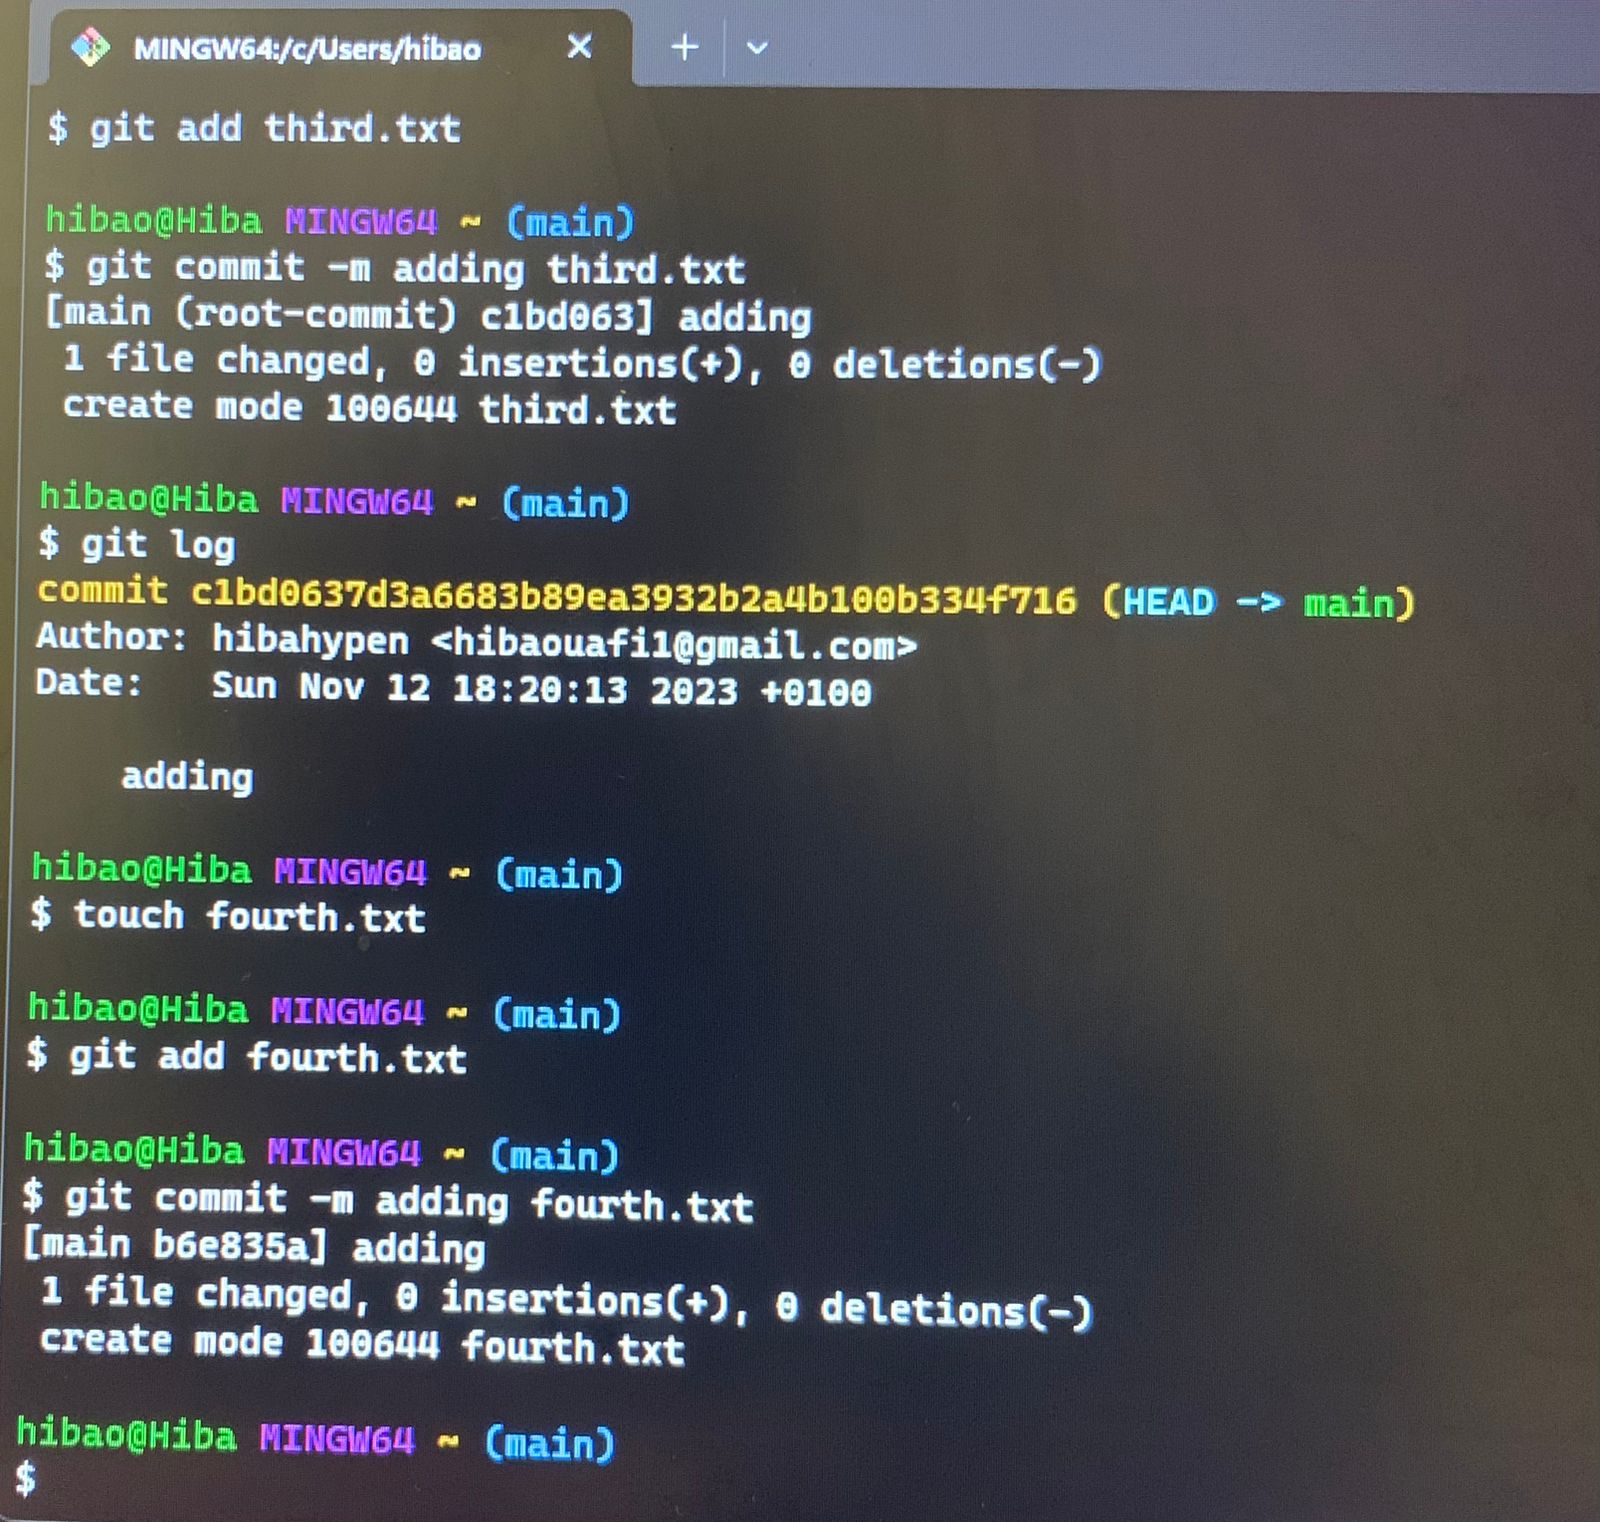 MINGW64:/c/Users/hibao
$ git add third.txt
hibao@Hiba MINGW64 ~ (main)
$ git commit -m adding third.txt
[main (root-commit) c1bd063] adding
1 file changed, 0 insertions(+), 0 deletions(-)
create mode 100644 third.txt
hibao@Hiba MINGW64 ~ (main)
$ git log
commit c1bd0637d3a6683b89ea3932b2a4b100b334f716 (HEAD -> main)
Author: hibahypen <hibaouafi1@gmail.com>
Date:   Sun Nov 12 18:20:13 2023 +0100
adding
hibao@Hiba MINGW64 ~ (main)
$ touch fourth.txt
hibao@Hiba MINGW64 ~ (main)
$ git add fourth.txt
hibao@Hiba MINGW64 ~ (main)
$ git commit -m adding fourth.txt
[main b6e835a] adding
1 file changed, 0 insertions(+), 0 deletions(-)
create mode 100644 fourth.txt
hibao@Hiba MINGW64 ~ (main)
$